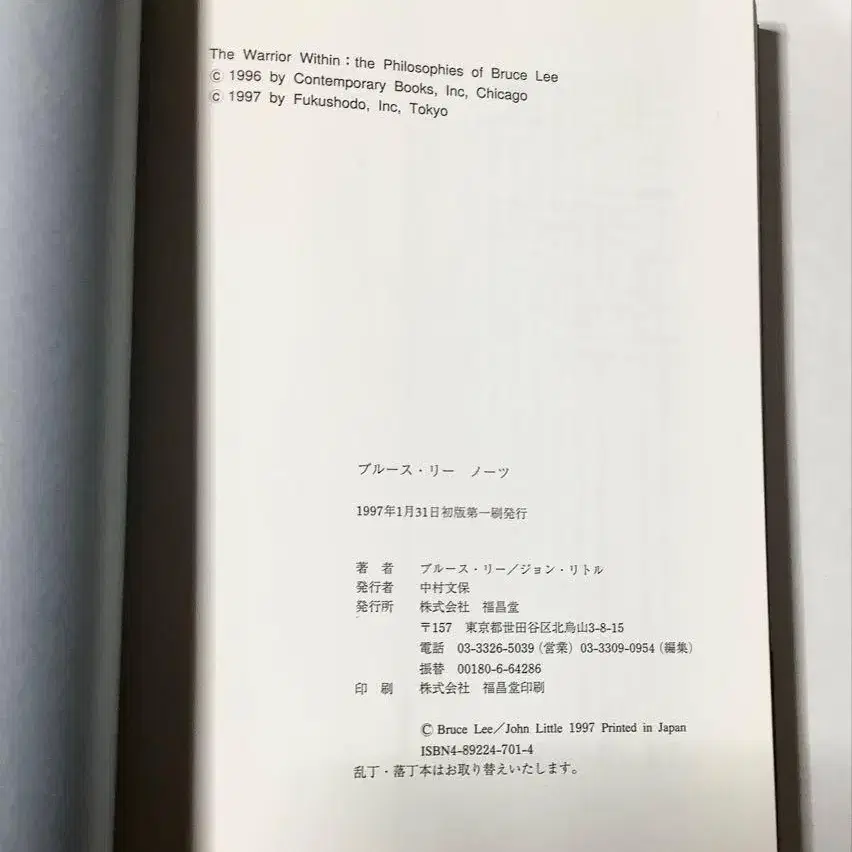 The Warrior Within : the Philosophies of Bruce Lee
© 1996 by Contemporary Books, Inc, Chicago
© 1997 by Fukushodo, Inc, Tokyo
ブルース・リー　ノーツ
1997年1月31日初版第一刷発行
著　者　ブルース・リー／ジョン・リトル
発行者　中村文保
発行所　株式会社　福昌堂
〒157　東京都世田谷区北烏山3-8-15
電話　03-3326-5039（営業）03-3309-0954（編集）
振替　00180-6-64286
印　刷　株式会社　福昌堂印刷
© Bruce Lee／John Little 1997 Printed in Japan
ISBN4-89224-701-4
乱丁・落丁本はお取り替えいたします。